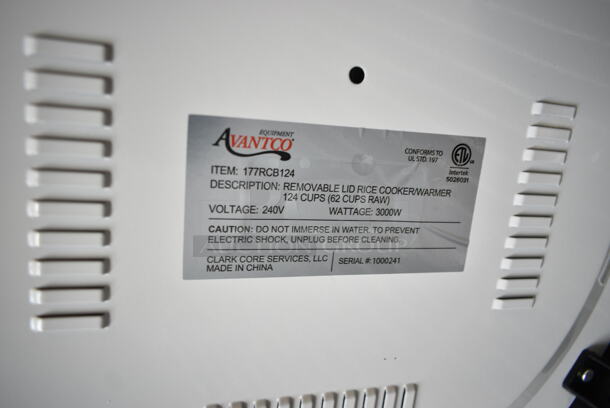 EQUIPMENT
AVANTCO
CONFORMS TO
UL STD. 197
ETL
Intertek
5026031
ITEM: 177RCB124
DESCRIPTION: REMOVABLE LID RICE COOKER/WARMER
124 CUPS (62 CUPS RAW)
VOLTAGE: 240V WATTAGE: 3000W
CAUTION: DO NOT IMMERSE IN WATER. TO PREVENT
ELECTRIC SHOCK, UNPLUG BEFORE CLEANING.
CLARK CORE SERVICES, LLC
MADE IN CHINA
SERIAL #:1000241